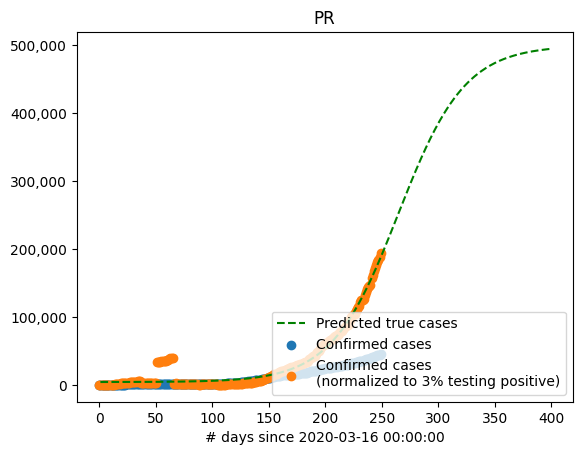 PR
500,000
400,000
300,000
200,000
100,000
0
Predicted true cases
Confirmed cases
Confirmed cases
(normalized to 3% testing positive)
0 50 100 150 200 250 300 350 400
# days since 2020-03-16 00:00:00